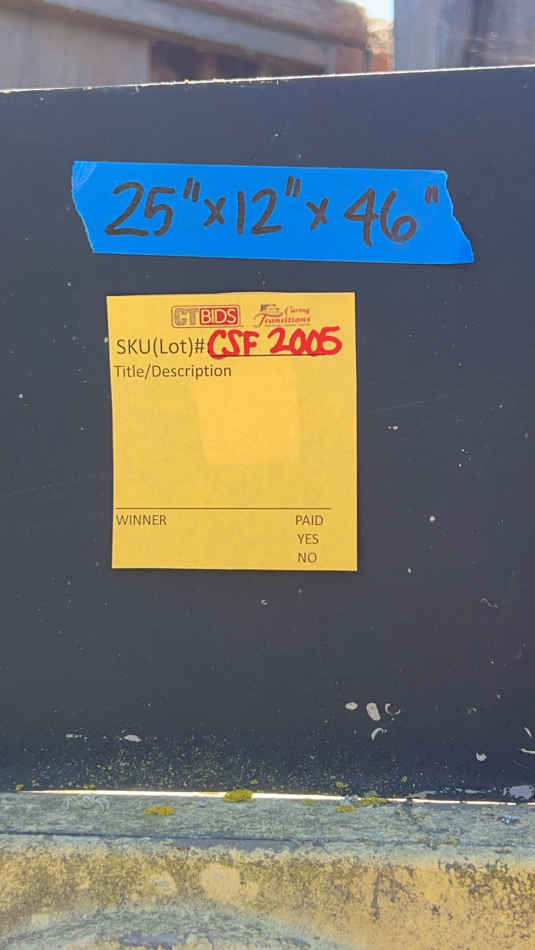 25"x12"x46"
CTBIDS Caring Transitions
SKU(Lot)#CSF 2005
Title/Description
WINNER PAID
YES
NO